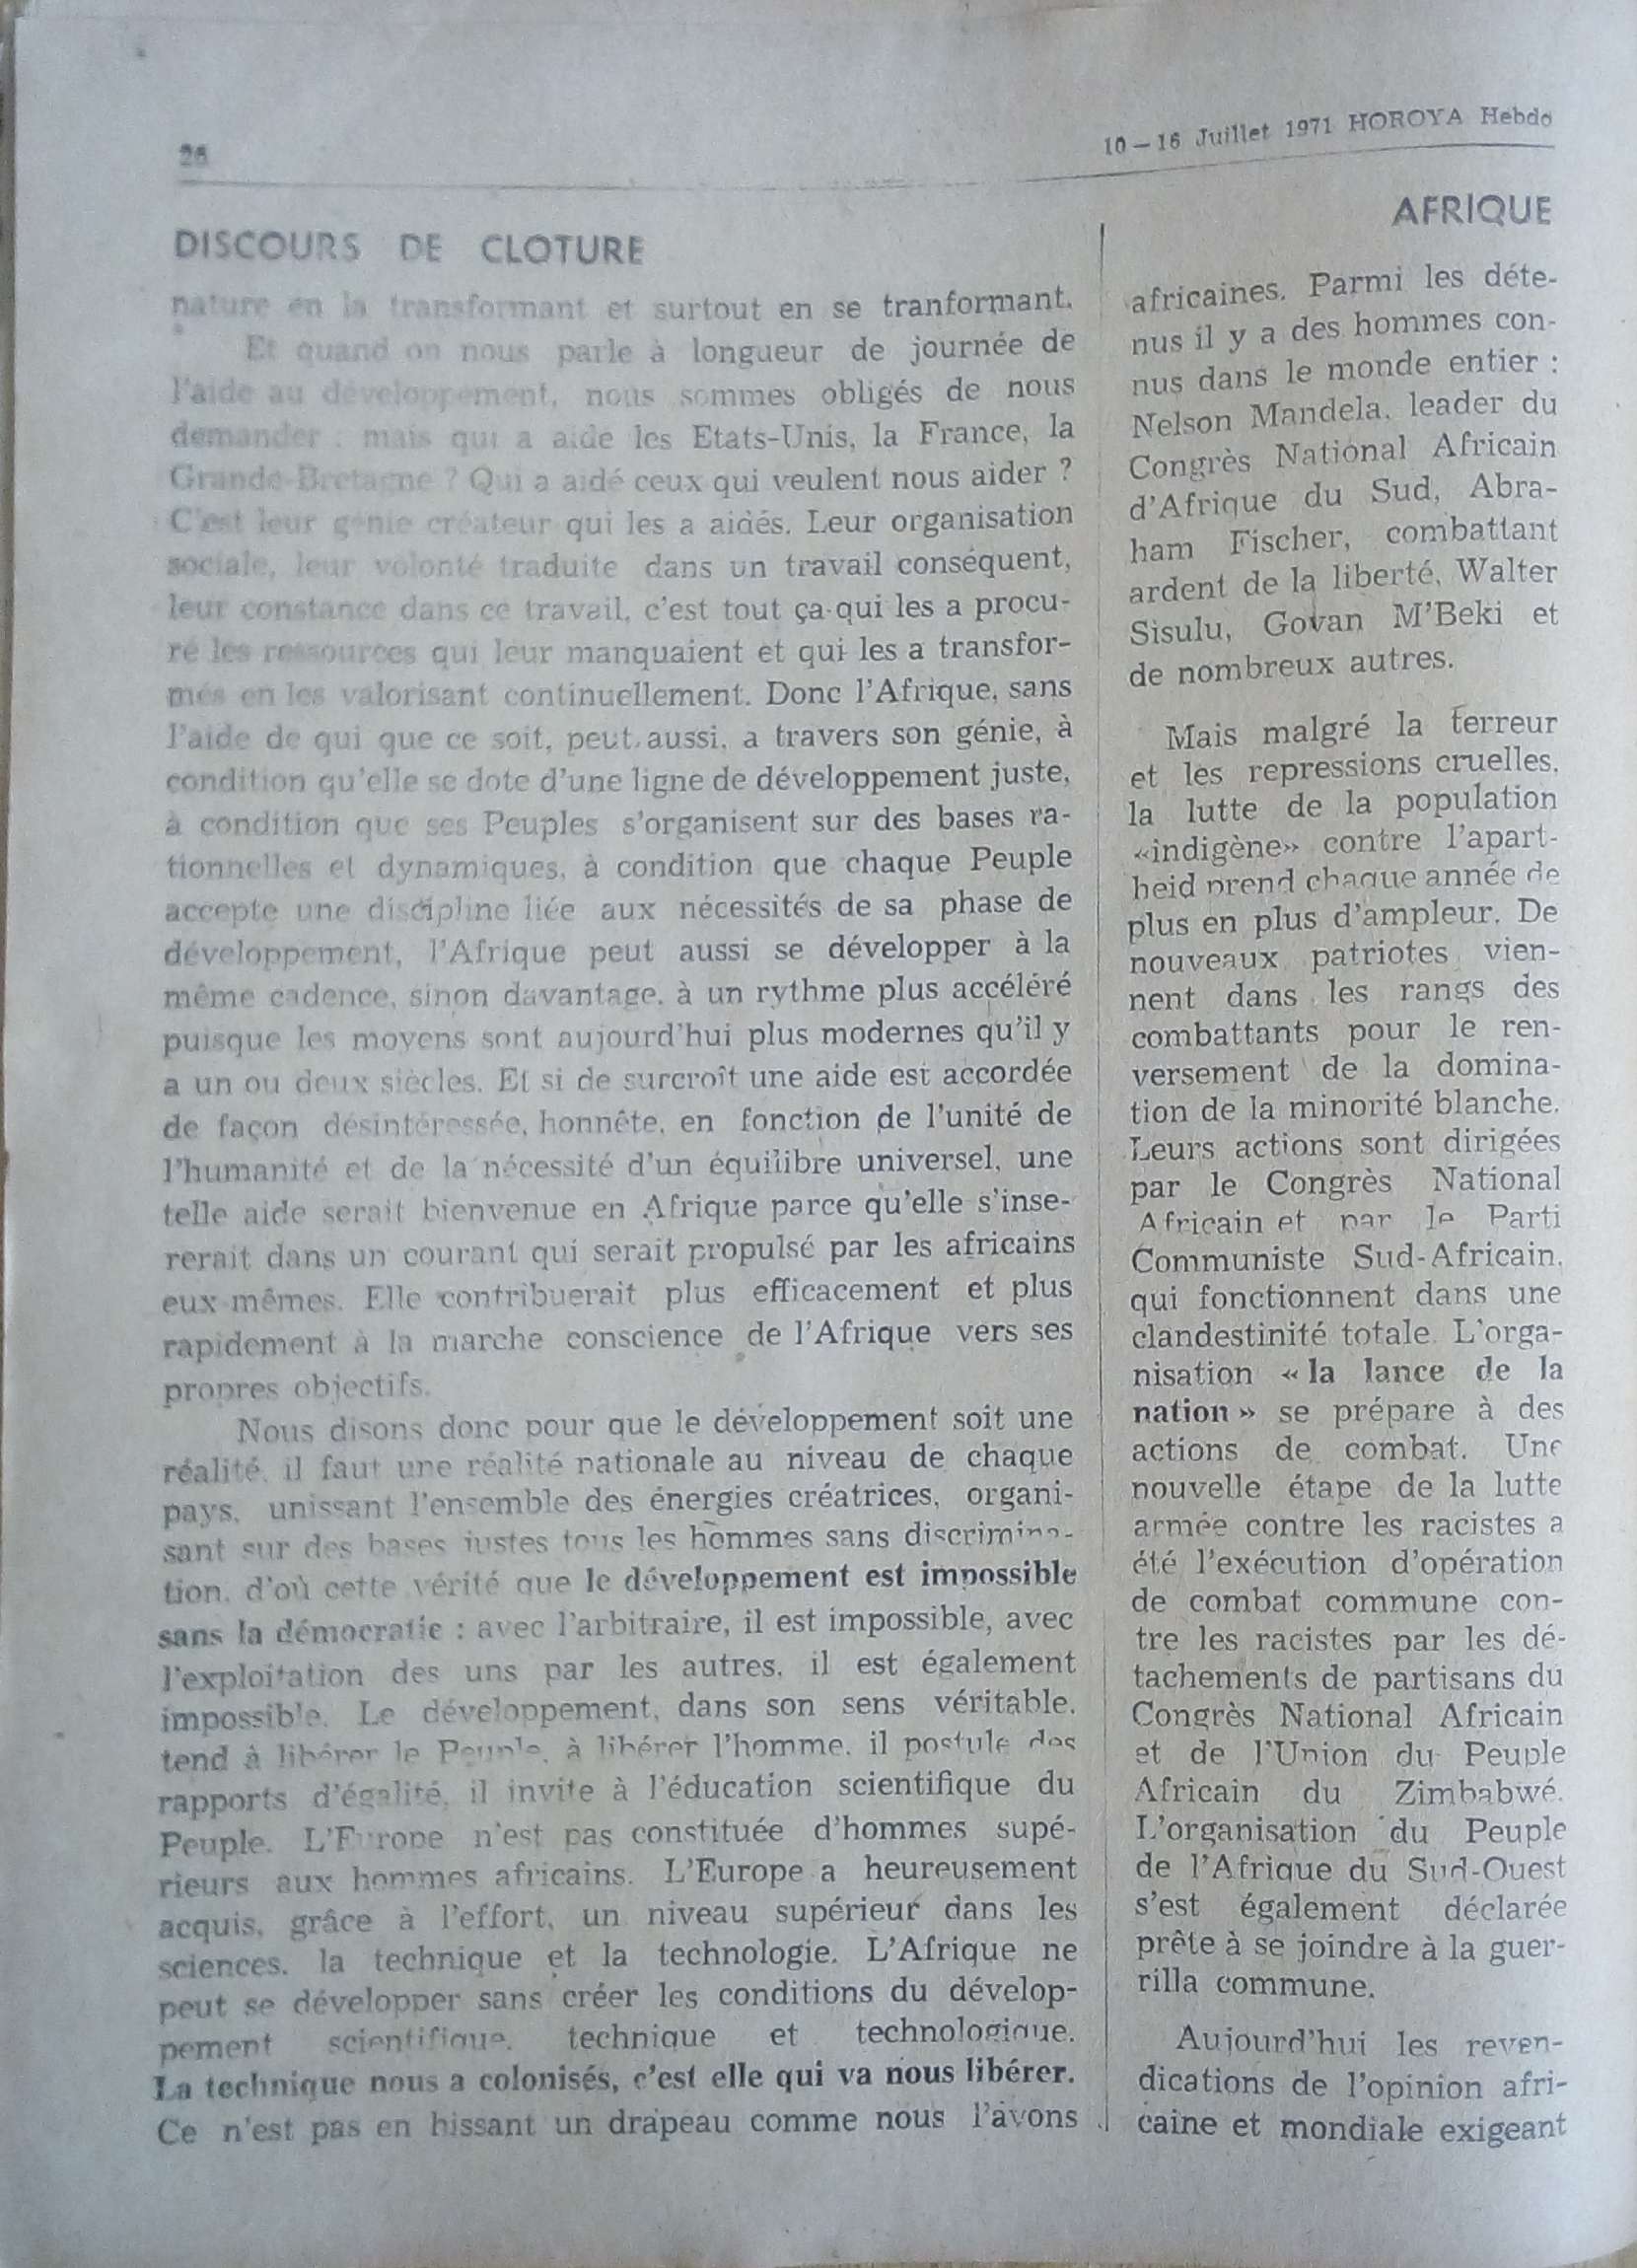 26
10 — 16 Juillet 1971 HOROYA Hebdo
DISCOURS DE CLOTURE
nature en la transformant et surtout en se tranformant.
Et quand on nous parle à longueur de journée de
l'aide au développement, nous sommes obligés de nous
demander : mais qui a aidé les Etats-Unis, la France, la
Grande-Bretagne ? Qui a aidé ceux qui veulent nous aider ?
C'est leur génie créateur qui les a aidés. Leur organisation
sociale, leur volonté traduite dans un travail conséquent,
leur constance dans ce travail, c'est tout ça qui les a procu-
ré les ressources qui leur manquaient et qui les a transfor-
més en les valorisant continuellement. Donc l'Afrique, sans
l'aide de qui que ce soit, peut aussi, a travers son génie, à
condition qu'elle se dote d'une ligne de développement juste,
à condition que ses Peuples s'organisent sur des bases ra-
tionnelles et dynamiques, à condition que chaque Peuple
accepte une discipline liée aux nécessités de sa phase de
développement, l'Afrique peut aussi se développer à la
même cadence, sinon davantage, à un rythme plus accéléré
puisque les moyens sont aujourd'hui plus modernes qu'il y
a un ou deux siècles. Et si de surcroît une aide est accordée
de façon désintéressée, honnête, en fonction de l'unité de
l'humanité et de la nécessité d'un équilibre universel, une
telle aide serait bienvenue en Afrique parce qu'elle s'inse-
rerait dans un courant qui serait propulsé par les africains
eux-mêmes. Elle contribuerait plus efficacement et plus
rapidement à la marche conscience de l'Afrique vers ses
propres objectifs.
Nous disons donc pour que le développement soit une
réalité, il faut une réalité nationale au niveau de chaque
pays, unissant l'ensemble des énergies créatrices, organi-
sant sur des bases justes tous les hommes sans discrimina-
tion, d'où cette vérité que le développement est impossible
sans la démocratie : avec l'arbitraire, il est impossible, avec
l'exploitation des uns par les autres, il est également
impossible. Le développement, dans son sens véritable,
tend à libérer le Peuple, à libérer l'homme, il postule des
rapports d'égalité, il invite à l'éducation scientifique du
Peuple. L'Europe n'est pas constituée d'hommes supé-
rieurs aux hommes africains. L'Europe a heureusement
acquis, grâce à l'effort, un niveau supérieur dans les
sciences, la technique et la technologie. L'Afrique ne
peut se développer sans créer les conditions du dévelop-
pement scientifique, technique et technologique.
La technique nous a colonisés, c'est elle qui va nous libérer.
Ce n'est pas en hissant un drapeau comme nous l'avons
AFRIQUE
africaines. Parmi les déte-
nus il y a des hommes con-
nus dans le monde entier :
Nelson Mandela, leader du
Congrès National Africain
d'Afrique du Sud, Abra-
ham Fischer, combattant
ardent de la liberté, Walter
Sisulu, Govan M'Beki et
de nombreux autres.
Mais malgré la terreur
et les repressions cruelles,
la lutte de la population
«indigène» contre l'apart-
heid prend chaque année de
plus en plus d'ampleur. De
nouveaux patriotes vien-
nent dans les rangs des
combattants pour le ren-
versement de la domina-
tion de la minorité blanche.
Leurs actions sont dirigées
par le Congrès National
Africain et par le Parti
Communiste Sud-Africain,
qui fonctionnent dans une
clandestinité totale. L'orga-
nisation « la lance de la
nation » se prépare à des
actions de combat. Une
nouvelle étape de la lutte
armée contre les racistes a
été l'exécution d'opération
de combat commune con-
tre les racistes par les dé-
tachements de partisans du
Congrès National Africain
et de l'Union du Peuple
Africain du Zimbabwé.
L'organisation du Peuple
de l'Afrique du Sud-Ouest
s'est également déclarée
prête à se joindre à la guer-
rilla commune.
Aujourd'hui les reven-
dications de l'opinion afri-
caine et mondiale exigeant